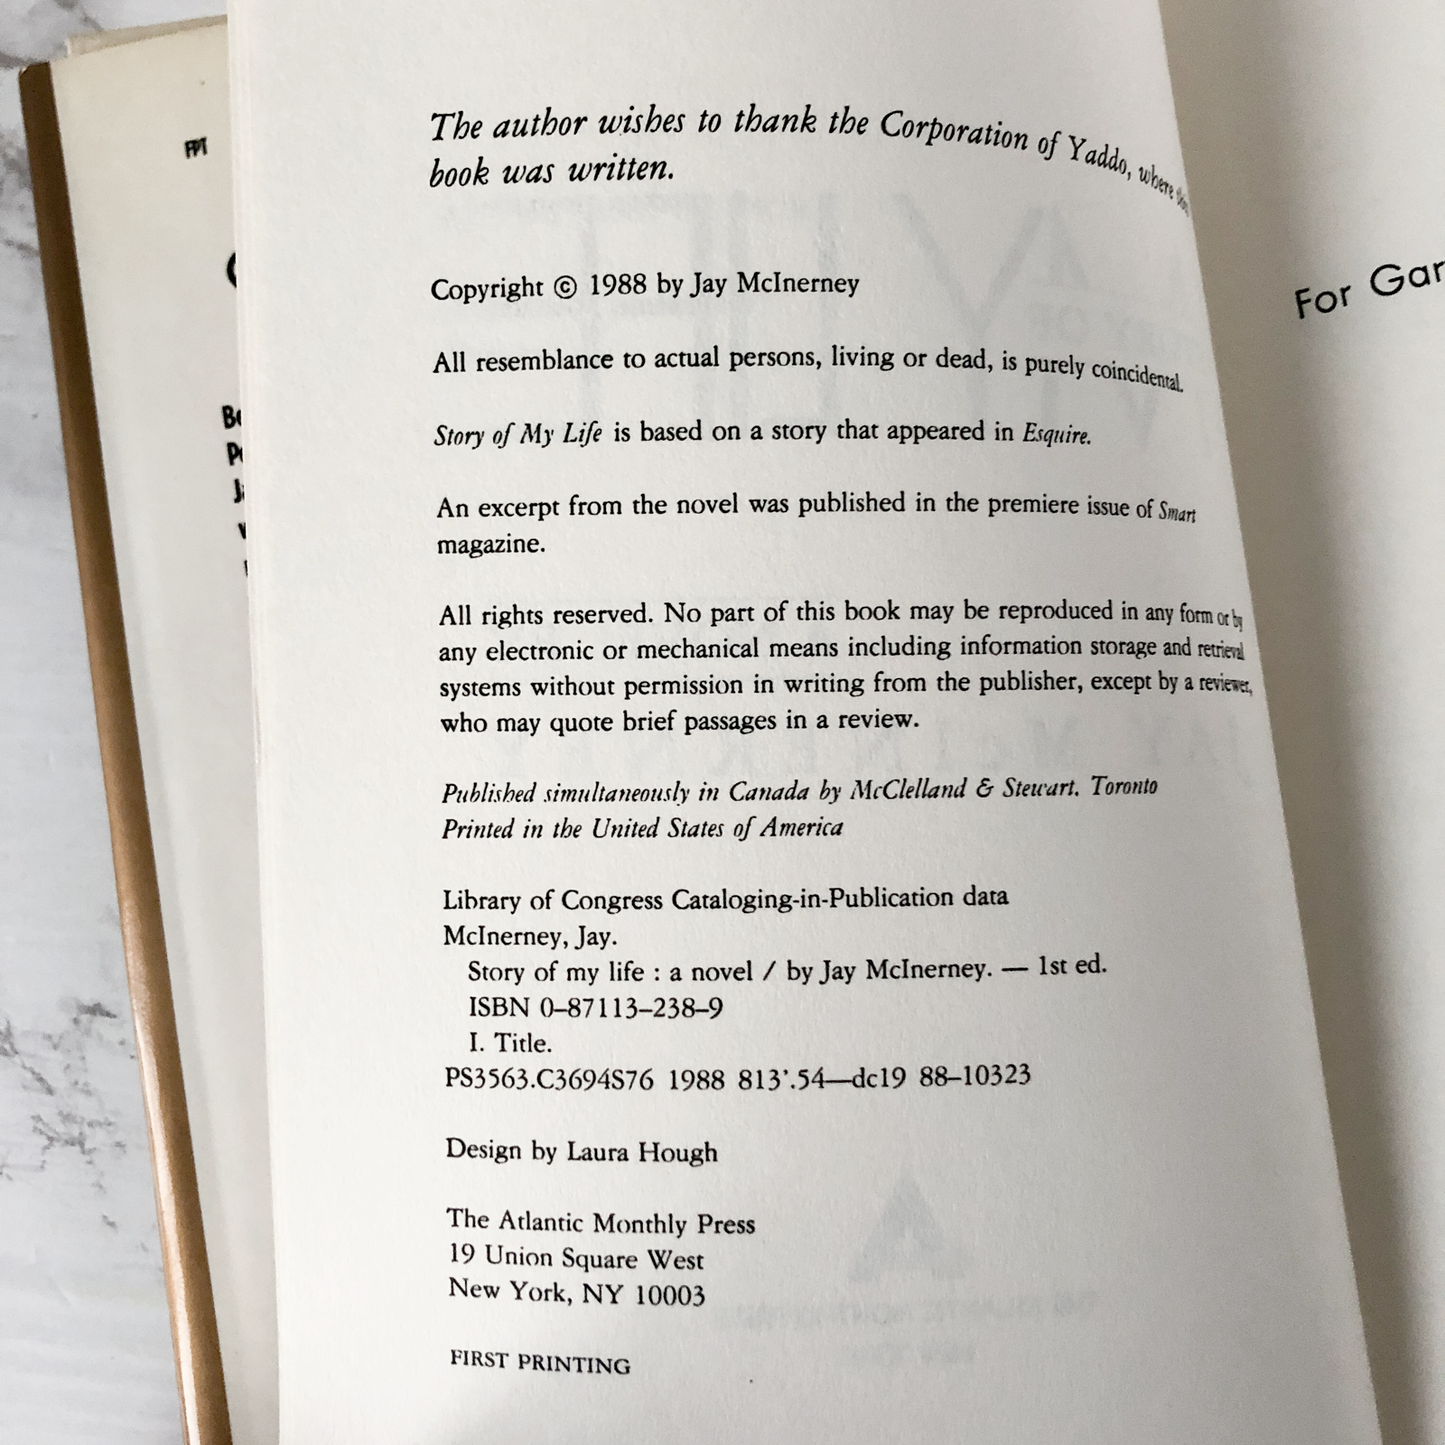 FPT
The author wishes to thank the Corporation of Yaddo, where this
book was written.
Copyright © 1988 by Jay McInerney
All resemblance to actual persons, living or dead, is purely coincidental.
Story of My Life is based on a story that appeared in Esquire.
An excerpt from the novel was published in the premiere issue of Smart
magazine.
All rights reserved. No part of this book may be reproduced in any form or by
any electronic or mechanical means including information storage and retrieval
systems without permission in writing from the publisher, except by a reviewer,
who may quote brief passages in a review.
Published simultaneously in Canada by McClelland & Stewart, Toronto
Printed in the United States of America
Library of Congress Cataloging-in-Publication data
McInerney, Jay.
Story of my life : a novel / by Jay McInerney. — 1st ed.
ISBN 0–87113–238–9
I. Title.
PS3563.C3694S76 1988 813'.54—dc19 88–10323
Design by Laura Hough
The Atlantic Monthly Press
19 Union Square West
New York, NY 10003
FIRST PRINTING
For Gar